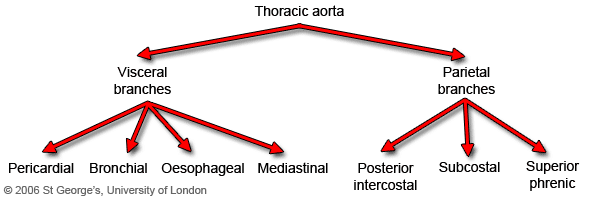 Thoracic aorta
Visceral
branches
Parietal
branches
Pericardial
Bronchial
Oesophageal
Mediastinal
Posterior
intercostal
Subcostal
Superior
phrenic
© 2006 St George's, University of London